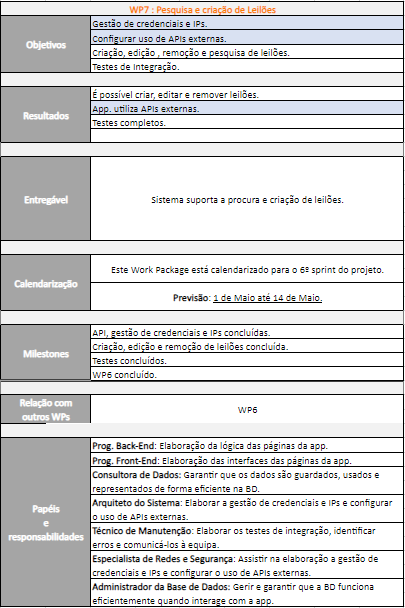 WP7 : Pesquisa e criação de Leilões
Objetivos
Gestão de credenciais e IPs.
Configurar uso de APIs externas.
Criação, edição , remoção e pesquisa de leilões.
Testes de Integração.
Resultados
É possível criar, editar e remover leilões.
App. utiliza APIs externas.
Testes completos.
Entregável
Sistema suporta a procura e criação de leilões.
Calendarização
Este Work Package está calendarizado para o 6º sprint do projeto.
Previsão: 1 de Maio até 14 de Maio.
Milestones
API, gestão de credenciais e IPs concluídas.
Criação, edição e remoção de leilões concluída.
Testes concluídos.
WP6 concluído.
Relação com
outros WPs
WP6
Papéis
e
responsabilidades
Prog. Back-End: Elaboração da lógica das páginas da app.
Prog. Front-End: Elaboração das interfaces das páginas da app.
Consultora de Dados: Garantir que os dados são guardados, usados e
representados de forma eficiente na BD.
Arquiteto do Sistema: Elaborar a gestão de credenciais e IPs e configurar
o uso de APIs externas.
Técnico de Manutenção: Elaborar os testes de integração, identificar
erros e comunicá-los à equipa.
Especialista de Redes e Segurança: Assistir na elaboração a gestão de
credenciais e IPs e configurar o uso de APIs externas.
Administrador da Base de Dados: Gerir e garantir que a BD funciona
eficientemente quando interage com a app.